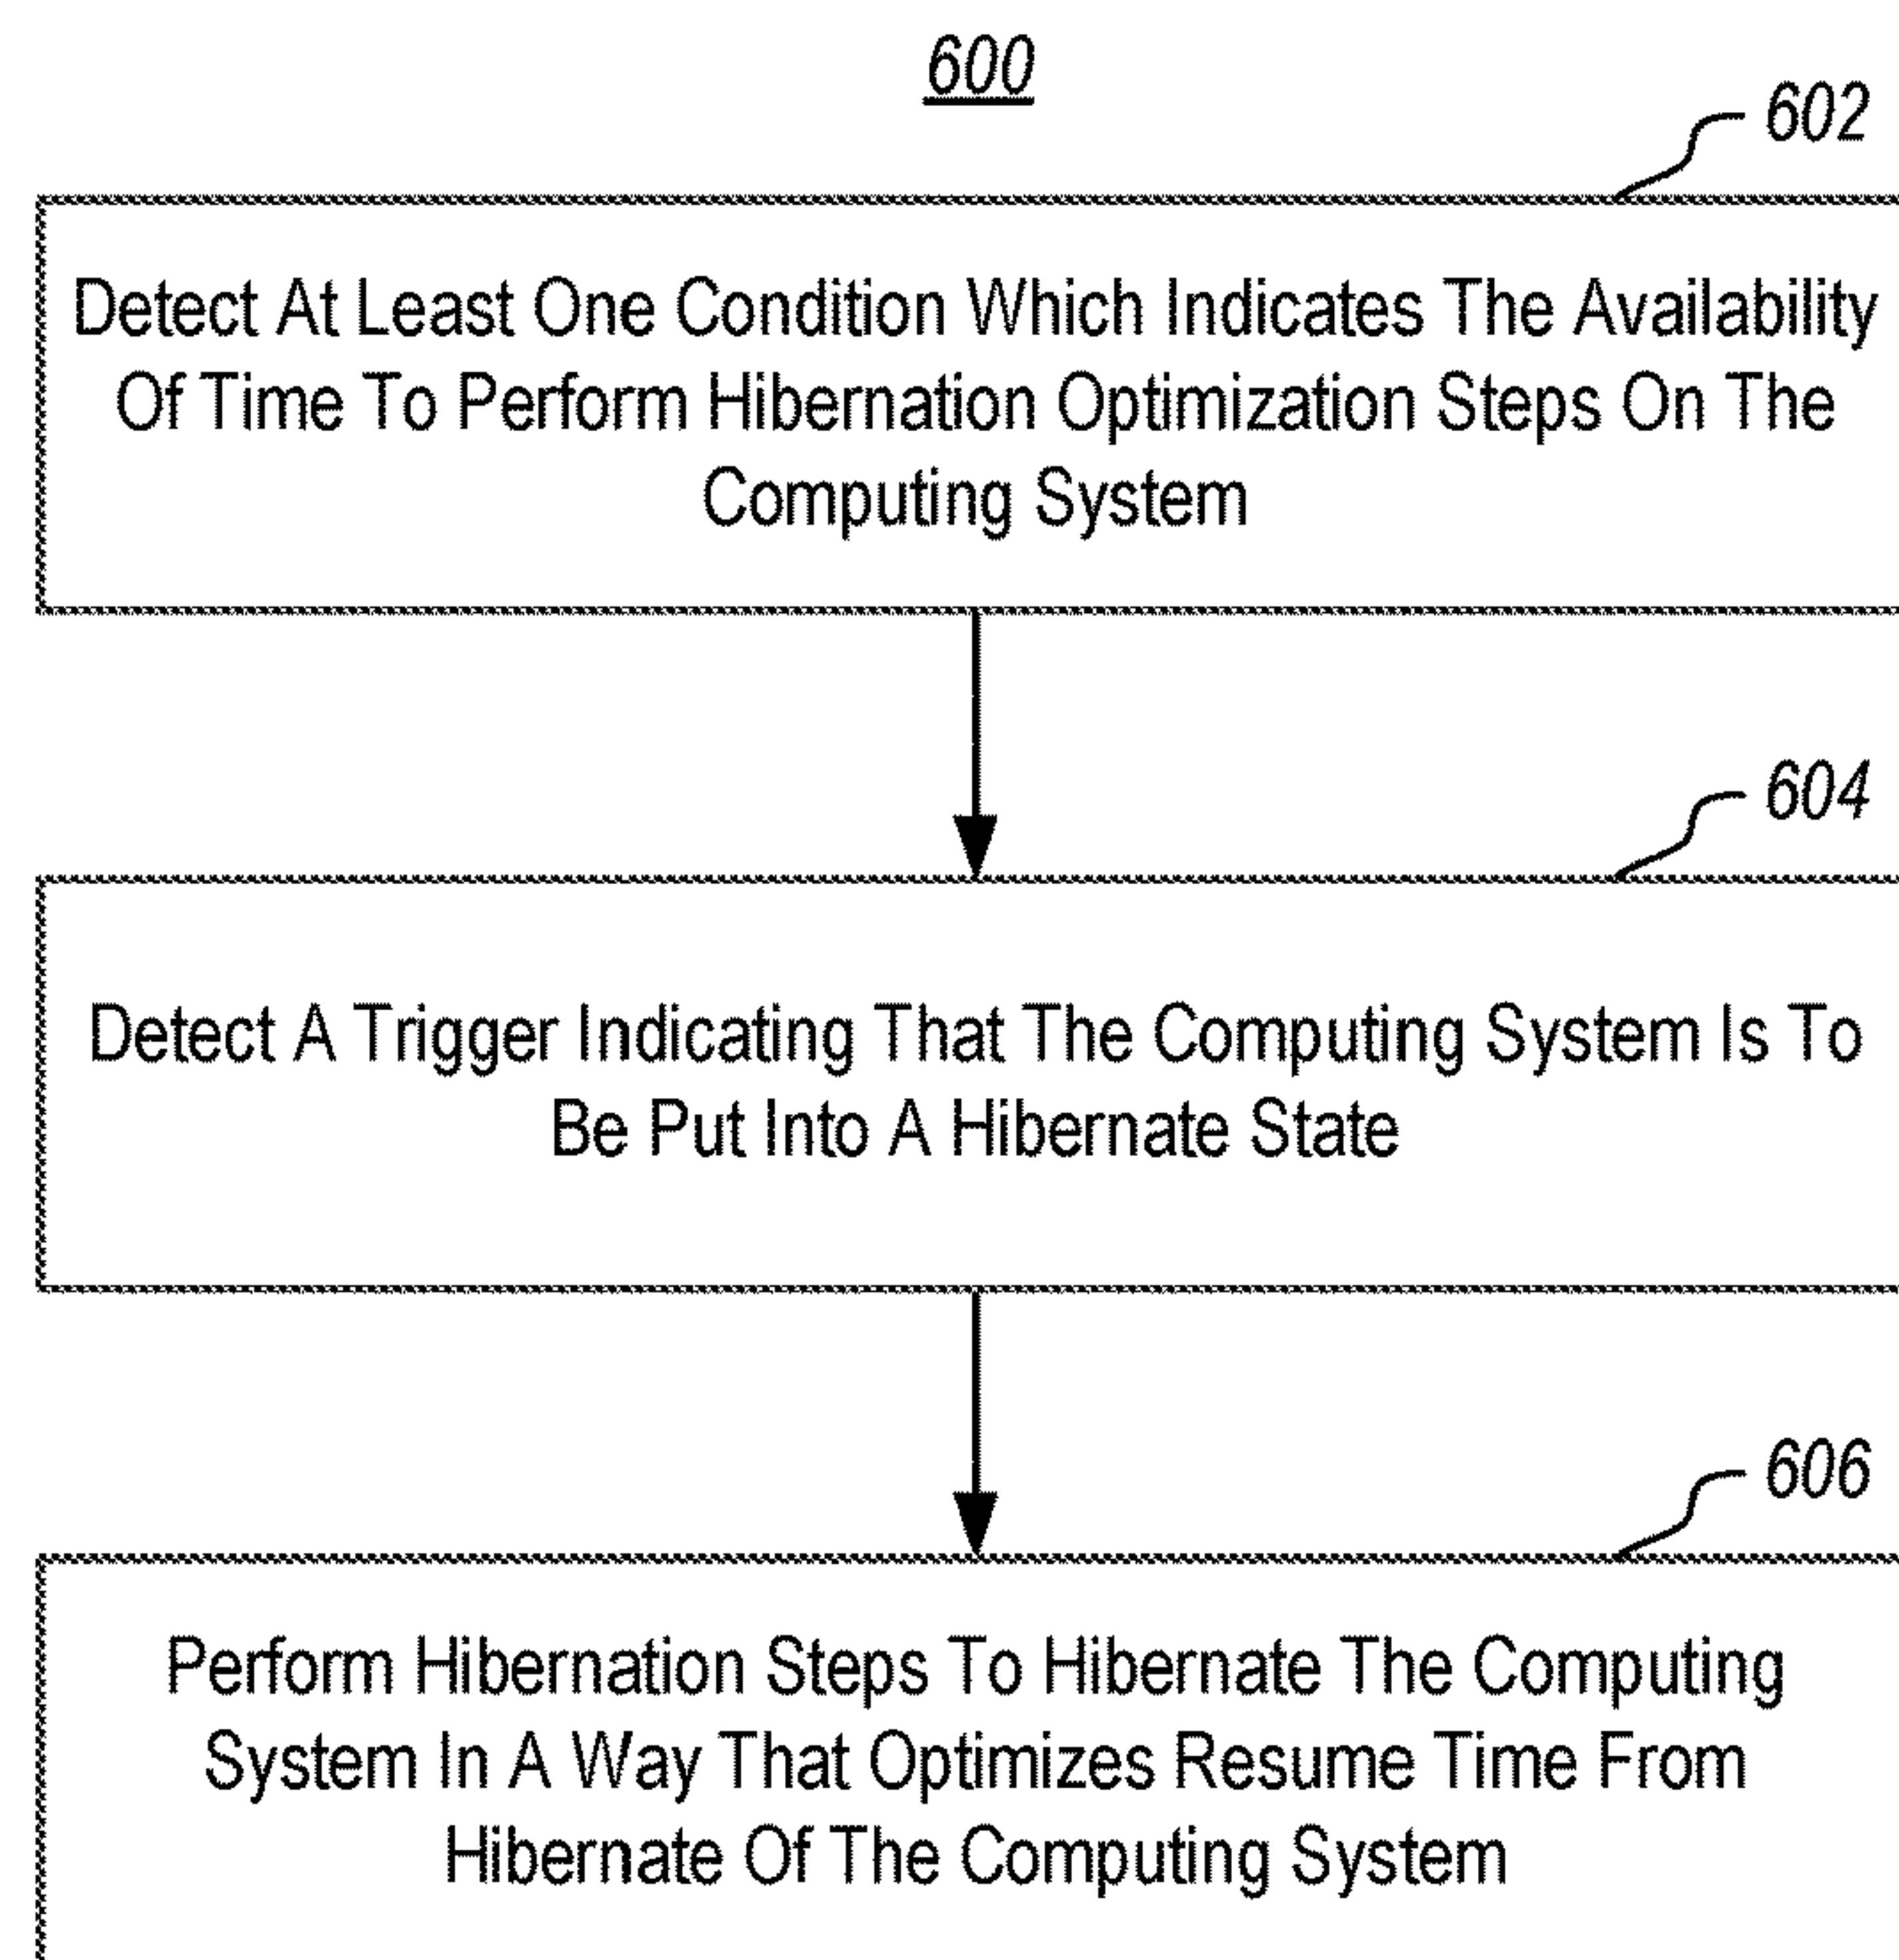 600
602
Detect At Least One Condition Which Indicates The Availability
Of Time To Perform Hibernation Optimization Steps On The
Computing System
604
Detect A Trigger Indicating That The Computing System Is To
Be Put Into A Hibernate State
606
Perform Hibernation Steps To Hibernate The Computing
System In A Way That Optimizes Resume Time From
Hibernate Of The Computing System